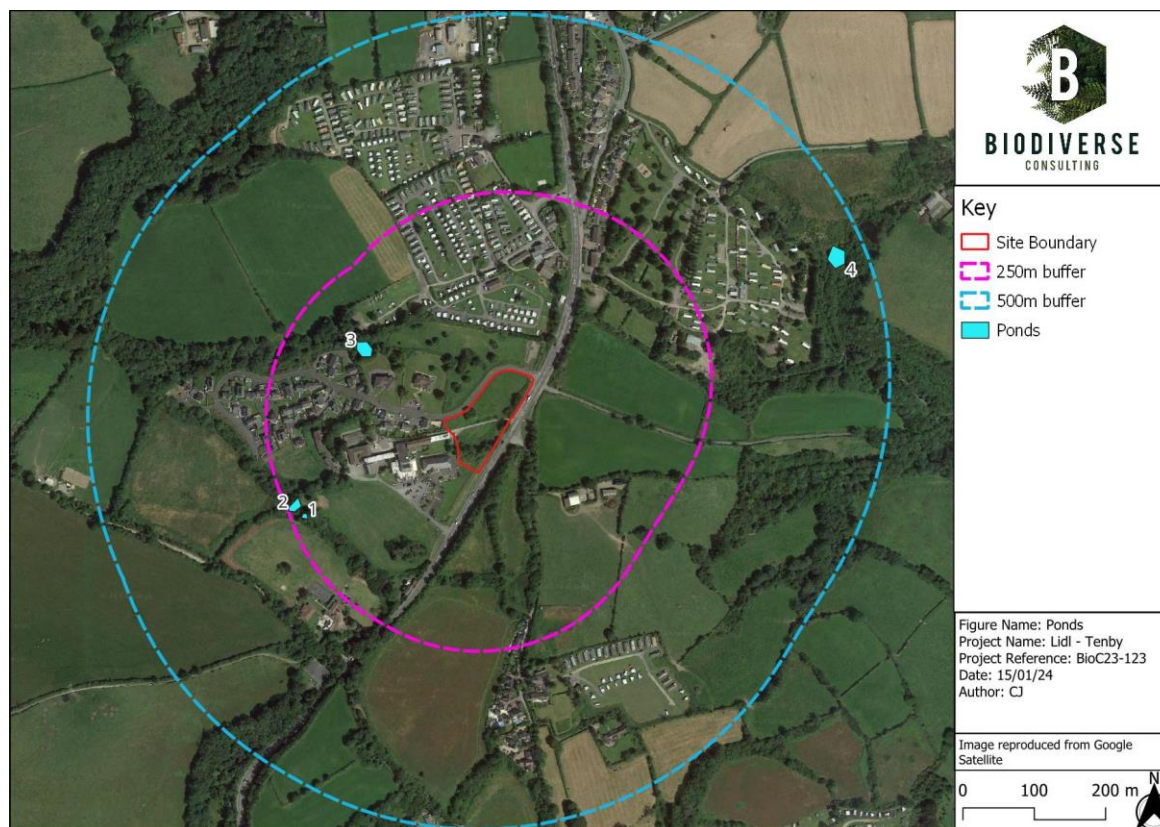 B
BIODIVERSE
CONSULTING
Key
Site Boundary
250m buffer
500m buffer
Ponds
4
3
2
1
Figure Name: Ponds
Project Name: Lidl - Tenby
Project Reference: BioC23-123
Date: 15/01/24
Author: CJ
Image reproduced from Google
Satellite
N
0 100 200 m